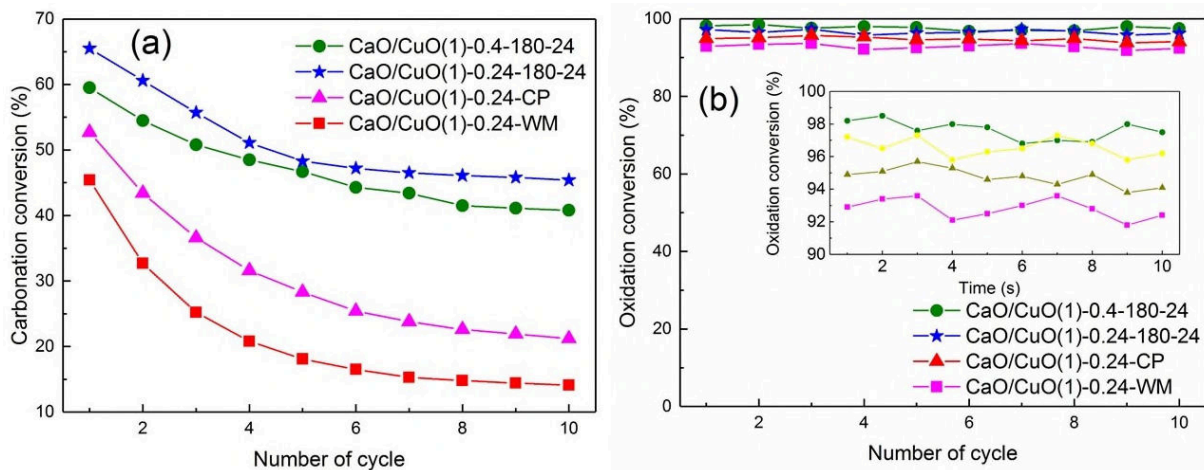 (a)
CaO/CuO(1)-0.4-180-24
CaO/CuO(1)-0.24-180-24
CaO/CuO(1)-0.24-CP
CaO/CuO(1)-0.24-WM
Carbonation conversion (%)
70
60
50
40
30
20
10
2
4
6
8
10
Number of cycle
(b)
Oxidation conversion (%)
100
80
60
40
20
0
Oxidation conversion (%)
100
98
96
94
92
90
2
4
6
8
10
Time (s)
CaO/CuO(1)-0.4-180-24
CaO/CuO(1)-0.24-180-24
CaO/CuO(1)-0.24-CP
CaO/CuO(1)-0.24-WM
2
4
6
8
10
Number of cycle